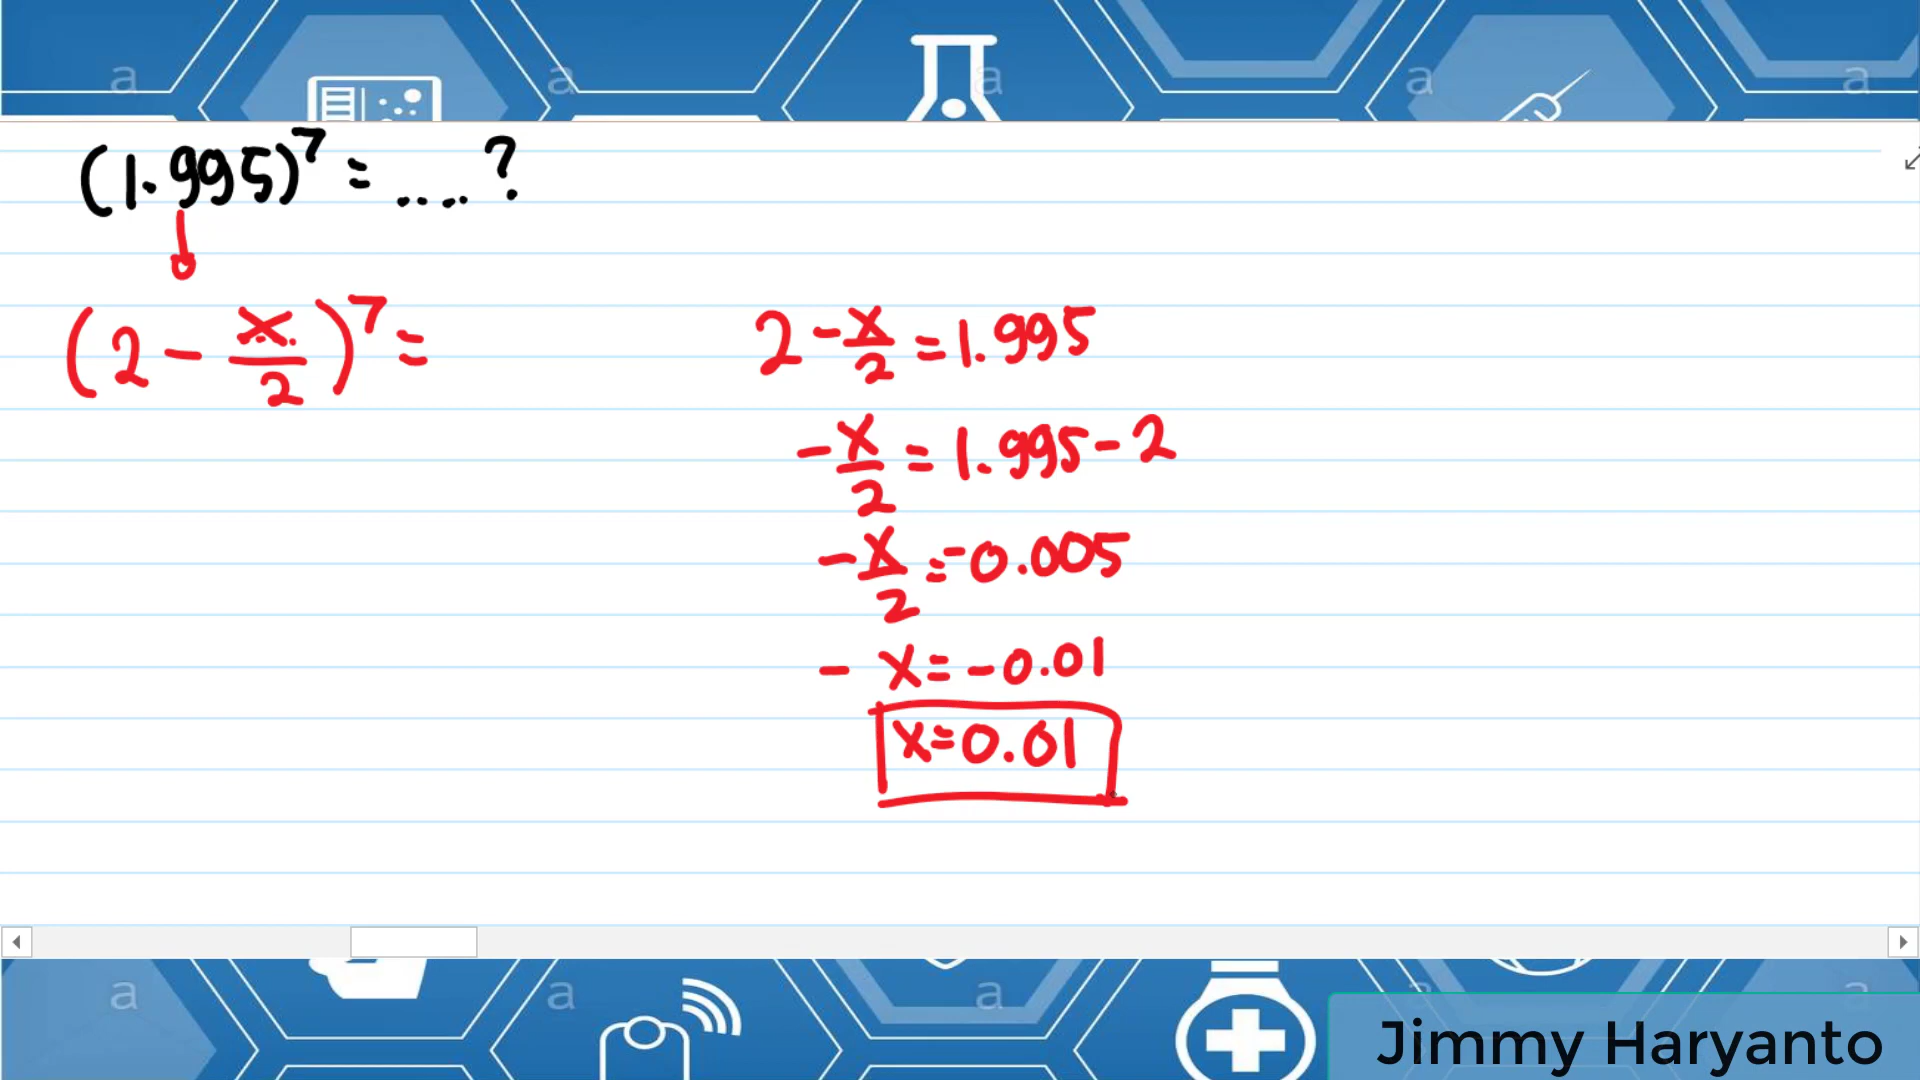 (1.995)⁷ = ....?
(2 - x/2)⁷ =
2 - x/2 = 1.995
- x/2 = 1.995 - 2
- x/2 = -0.005
- x = -0.01
x = 0.01
a a a a a
a a a a a
Jimmy Haryanto